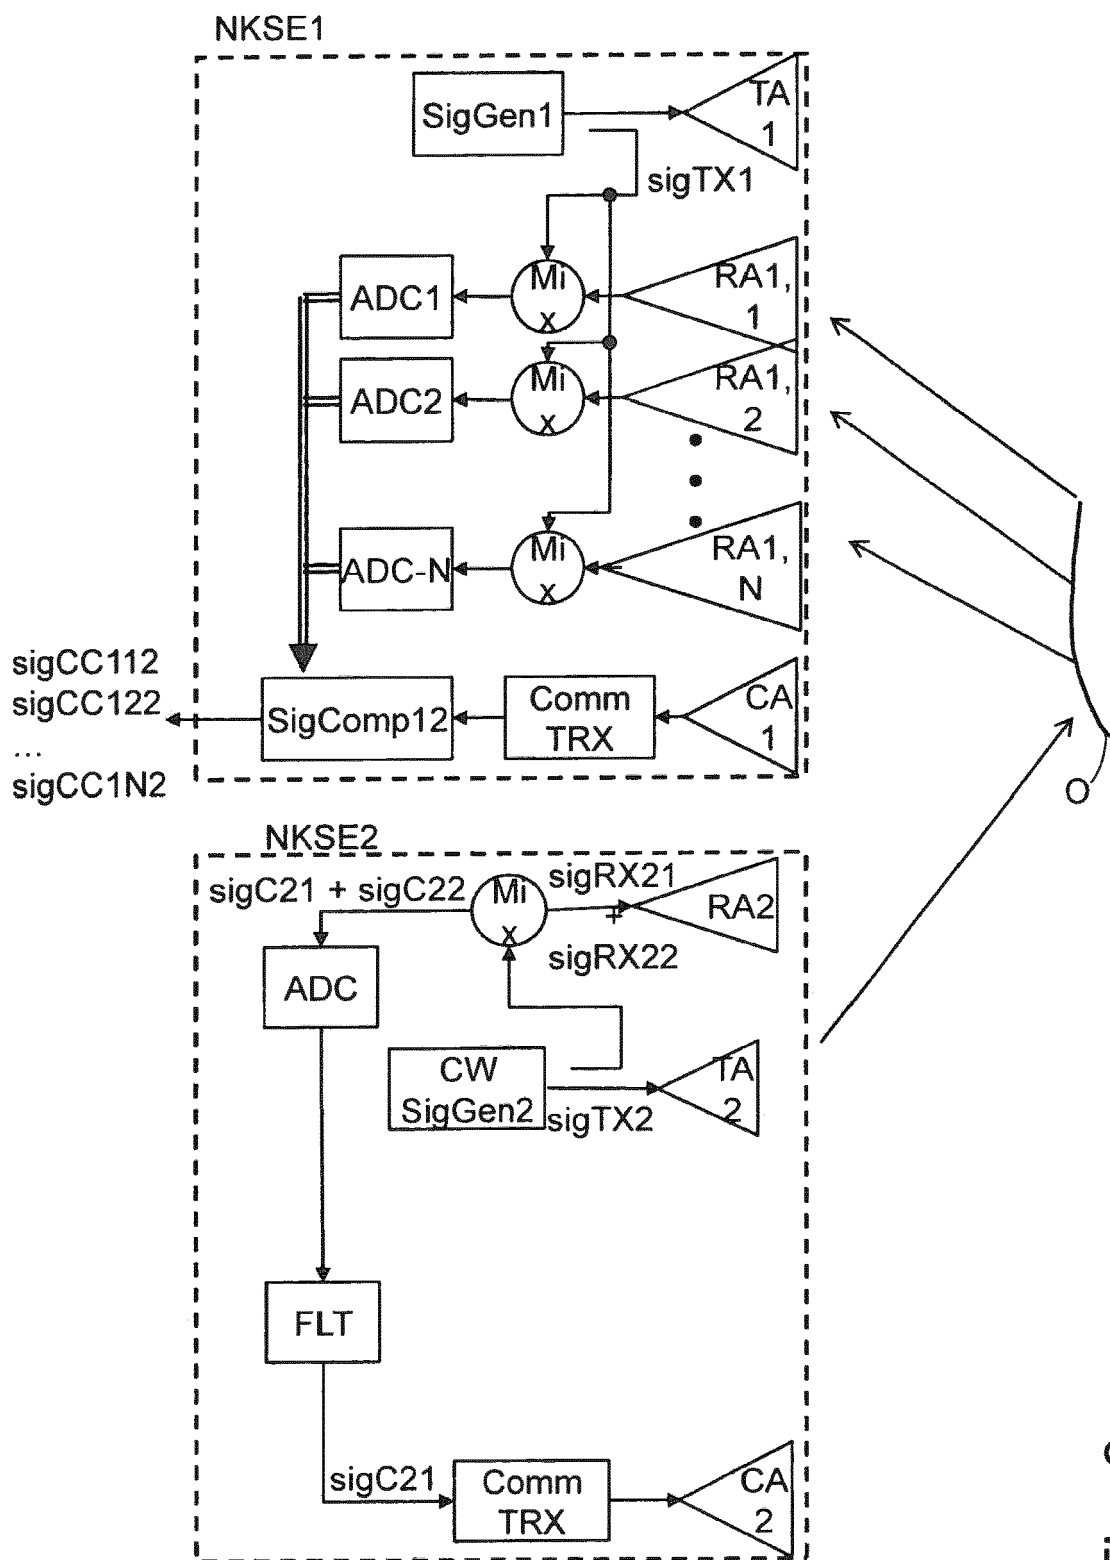 NKSE1
SigGen1
TA
1
sigTX1
ADC1
Mi
x
RA1,
1
ADC2
Mi
x
RA1,
2
ADC-N
Mi
x
RA1,
N
sigCC112
sigCC122
...
sigCC1N2
SigComp12
Comm
TRX
CA
1
O
NKSE2
sigC21 + sigC22
Mi
x
sigRX21
+
sigRX22
RA2
ADC
CW
SigGen2
sigTX2
TA
2
FLT
sigC21
Comm
TRX
CA
2